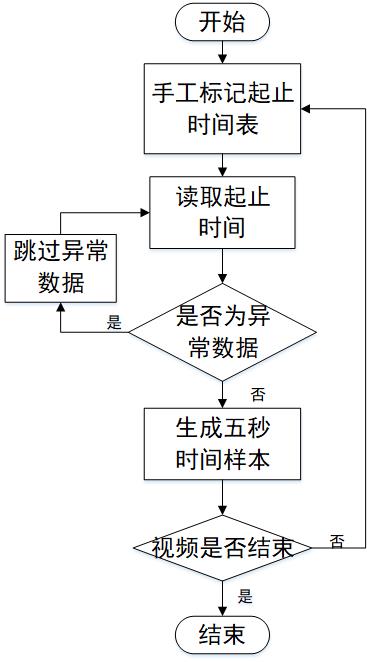 开始
手工标记起止
时间表
读取起止
时间
跳过异常
数据
是否为异
常数据
是
否
生成五秒
时间样本
视频是否结束
否
是
结束